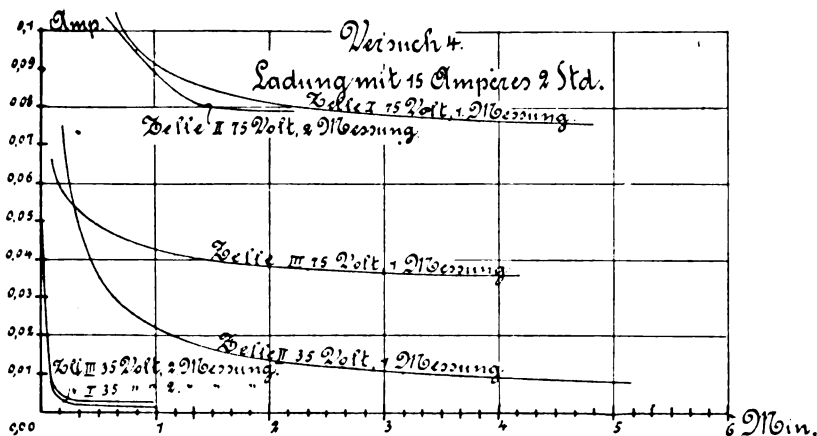 0,1 Amp.
Versuch 4.
Ladung mit 15 Ampères 2 Std.
0,09
0,08
Zelle I 75 Volt, 1. Messung
Zelle II 75 Volt, 2 Messung
0,07
0,06
0,05
0,04
Zelle III 75 Volt, 1 Messung
0,03
0,02
Zelle II 35 Volt, 1 Messung.
0,01
Zll III 35 Volt, 2 Messung.
" I 35 " " 2. " " "
0,00
1 2 3 4 5 6 Min.